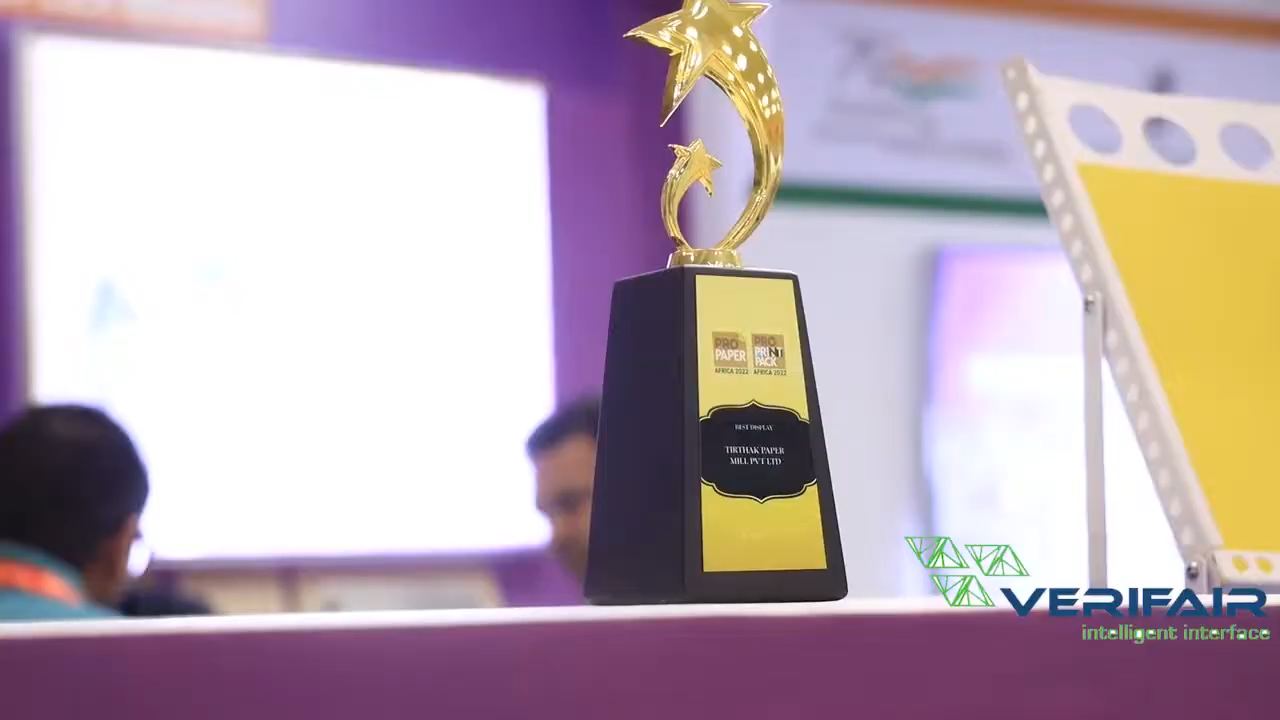 PRO
PAPER
AFRICA 2022
PRO
PRINT
PACK
AFRICA 2022
BEST DISPLAY
TIRTHAK PAPER
MILL PVT LTD
VERIFAIR
intelligent interface